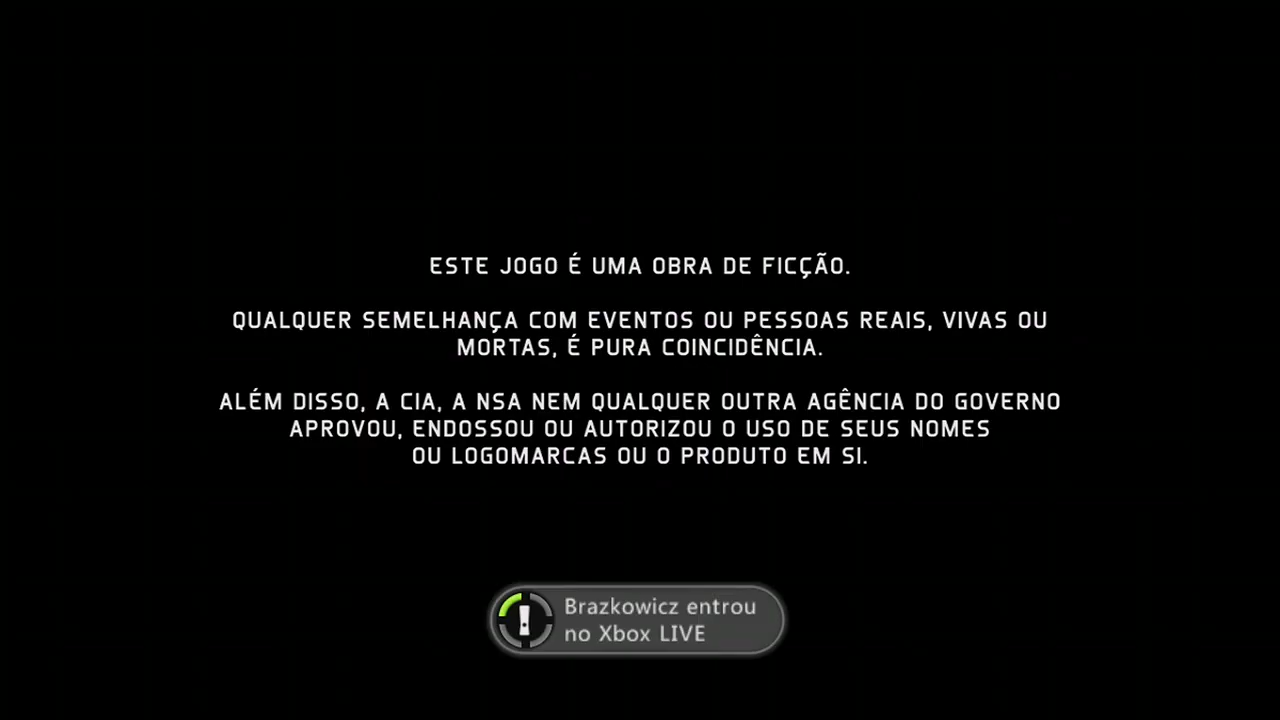 ESTE JOGO É UMA OBRA DE FICÇÃO.
QUALQUER SEMELHANÇA COM EVENTOS OU PESSOAS REAIS, VIVAS OU
MORTAS, É PURA COINCIDÊNCIA.
ALÉM DISSO, A CIA, A NSA NEM QUALQUER OUTRA AGÊNCIA DO GOVERNO
APROVOU, ENDOSSOU OU AUTORIZOU O USO DE SEUS NOMES
OU LOGOMARCAS OU O PRODUTO EM SI.
Brazkowicz entrou
no Xbox LIVE